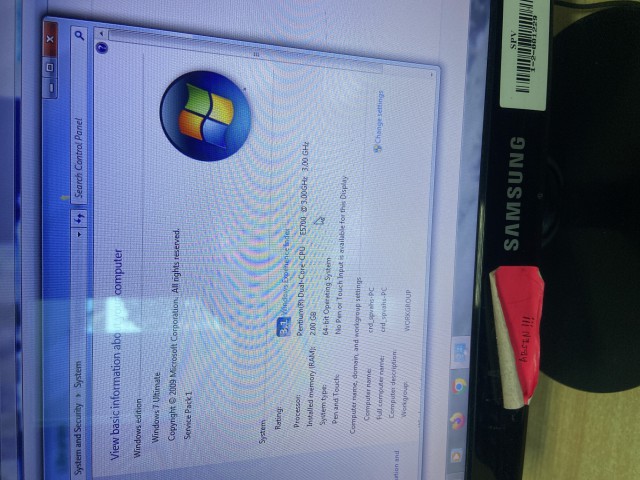 System and Security ▸ System
Search Control Panel
View basic information about your computer
Windows edition
Windows 7 Ultimate
Copyright © 2009 Microsoft Corporation. All rights reserved.
Service Pack 1
System
Rating:
3.1 Windows Experience Index
Processor: Pentium(R) Dual-Core CPU E5700 @ 3.00GHz 3.00 GHz
Installed memory (RAM): 2.00 GB
System type: 64-bit Operating System
Pen and Touch: No Pen or Touch Input is available for this Display
Computer name, domain, and workgroup settings
Computer name:
Change settings
Full computer name:
Computer description:
Workgroup: WORKGROUP
SAMSUNG
SPV